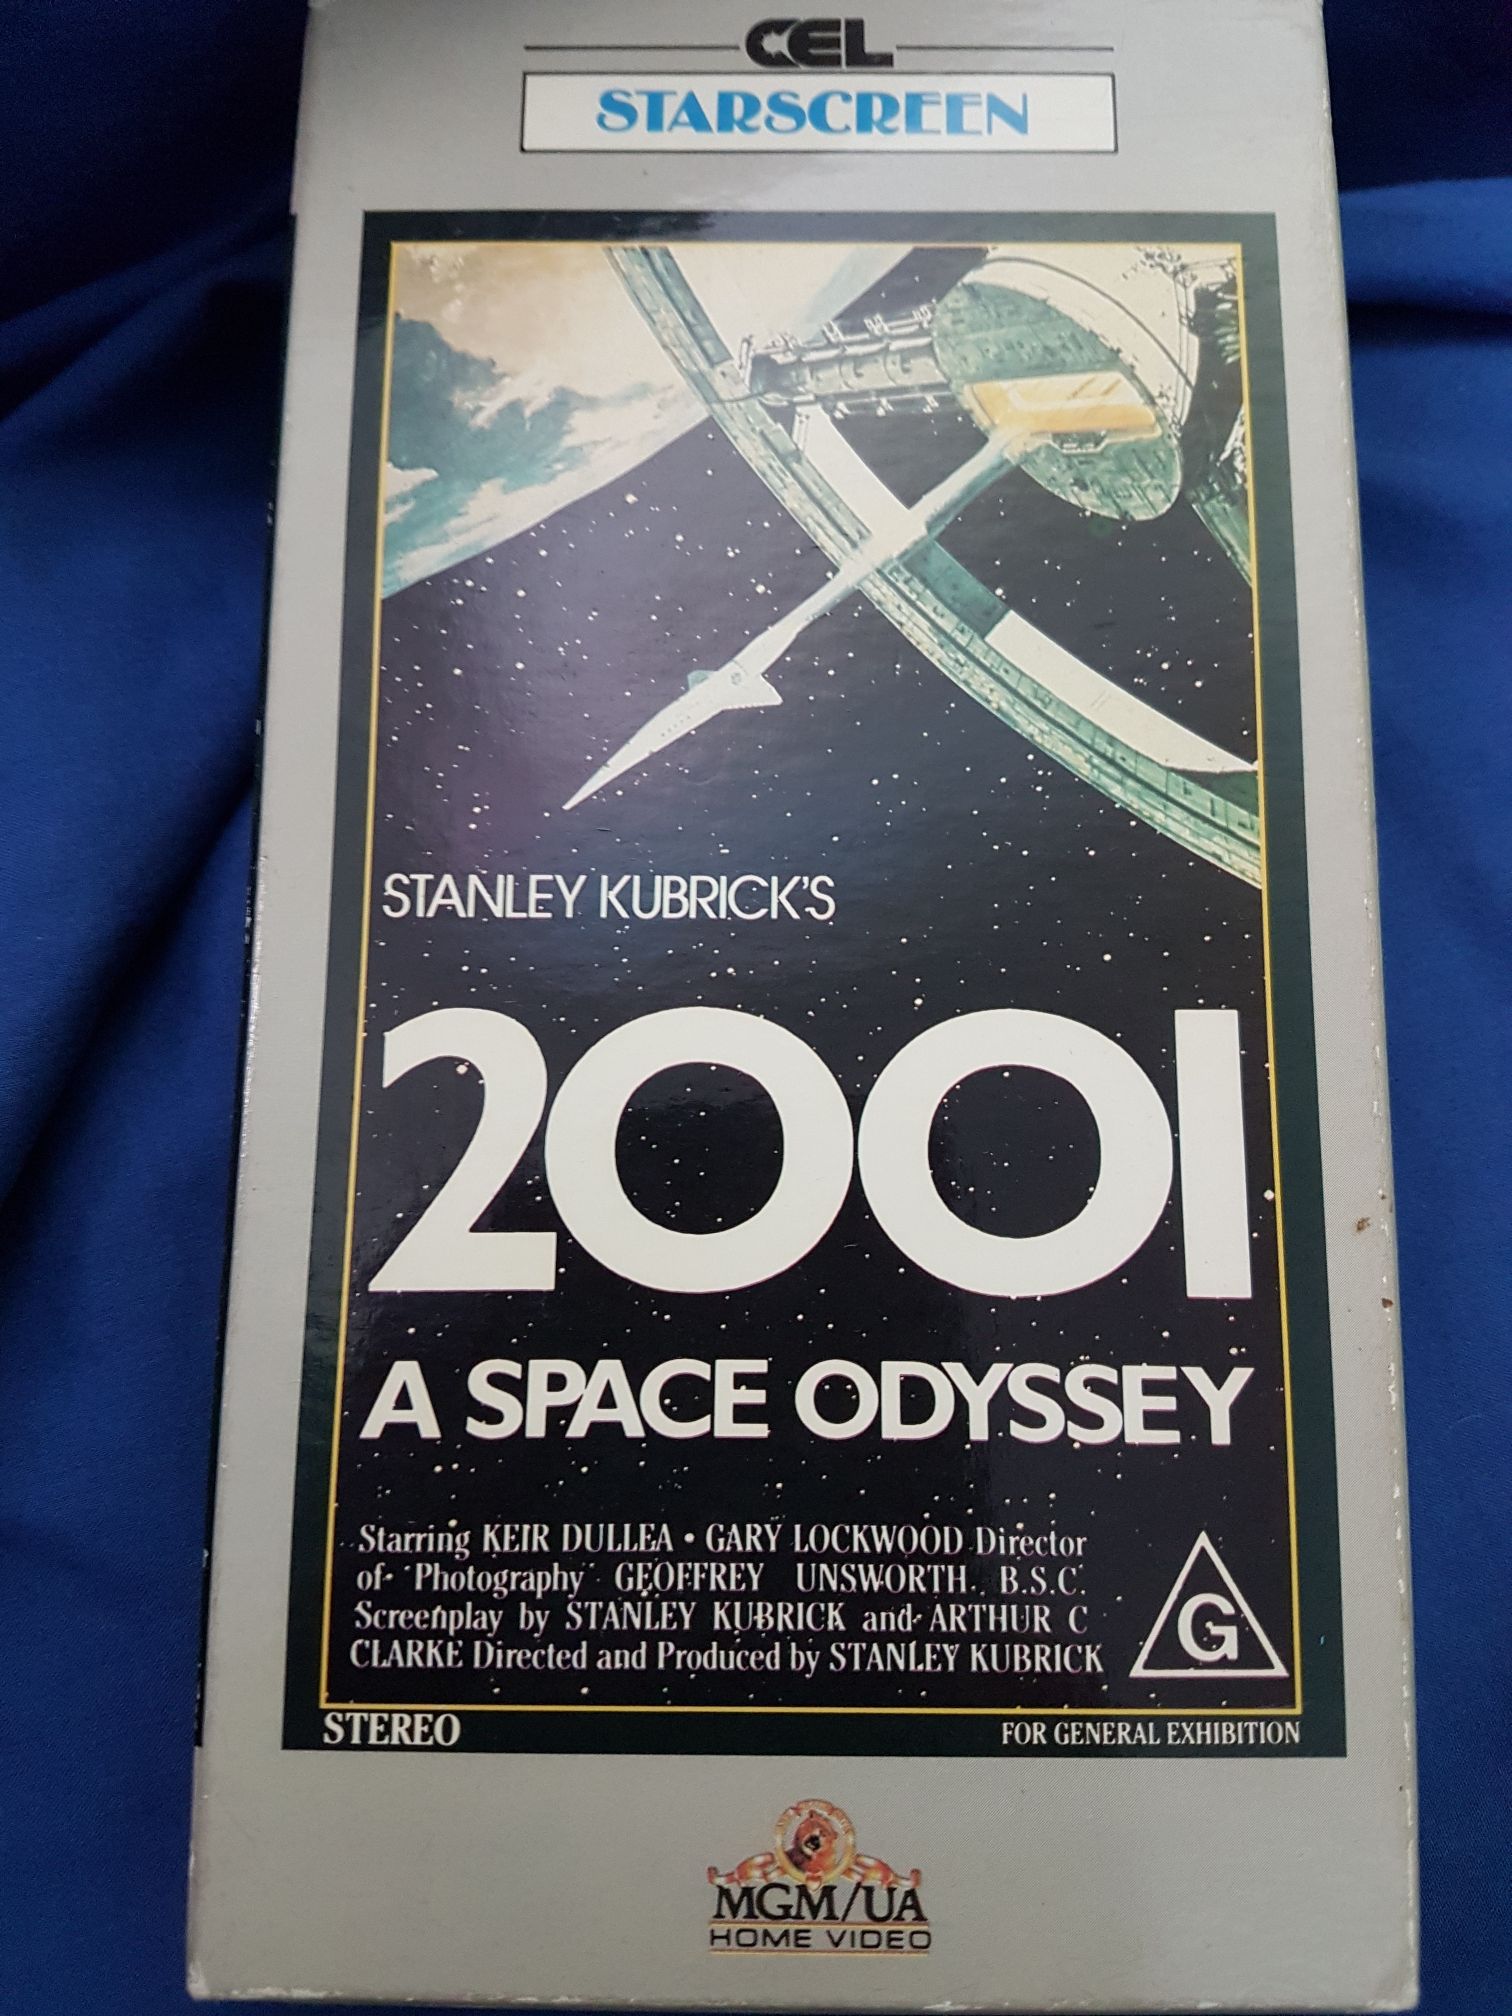 CEL
STARSCREEN
STANLEY KUBRICK'S
2001
A SPACE ODYSSEY
Starring KEIR DULLEA • GARY LOCKWOOD Director
of Photography GEOFFREY UNSWORTH, B.S.C.
Screenplay by STANLEY KUBRICK and ARTHUR C
CLARKE Directed and Produced by STANLEY KUBRICK
G
STEREO
FOR GENERAL EXHIBITION
MGM/UA
HOME VIDEO